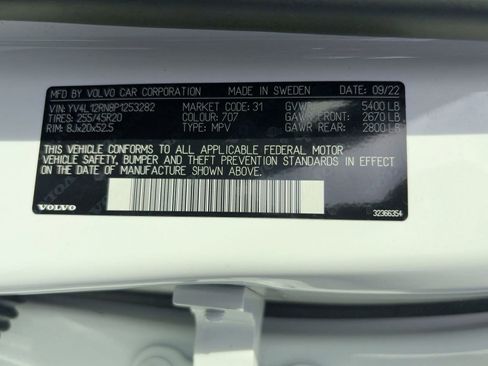 MFD BY VOLVO CAR CORPORATION MADE IN SWEDEN DATE: 09/22
VIN: YV4L12RN8P1253282 MARKET CODE: 31 GVWR: 5400 LB
TIRES: 255/45R20 COLOUR: 707 GAWR FRONT: 2670 LB
RIM: 8Jx20x52.5 TYPE: MPV GAWR REAR: 2800 LB
THIS VEHICLE CONFORMS TO ALL APPLICABLE FEDERAL MOTOR
VEHICLE SAFETY, BUMPER AND THEFT PREVENTION STANDARDS IN EFFECT
ON THE DATE OF MANUFACTURE SHOWN ABOVE.
VOLVO 32366354